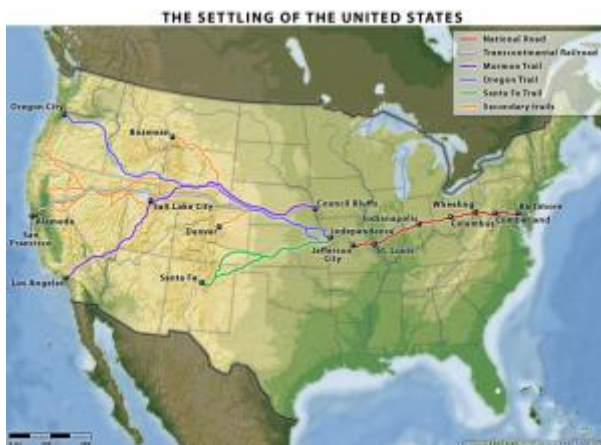 THE SETTLING OF THE UNITED STATES
National Road
Transcontinental Railroad
Mormon Trail
Oregon Trail
Santa Fe Trail
Secondary trails
Oregon City
Bozeman
Salt Lake City
Council Bluffs
Wheeling
Baltimore
Indianapolis
Columbus
Cumberland
Alameda
San
Francisco
Denver
Independence
Jefferson
City
St. Louis
Los Angeles
Santa Fe